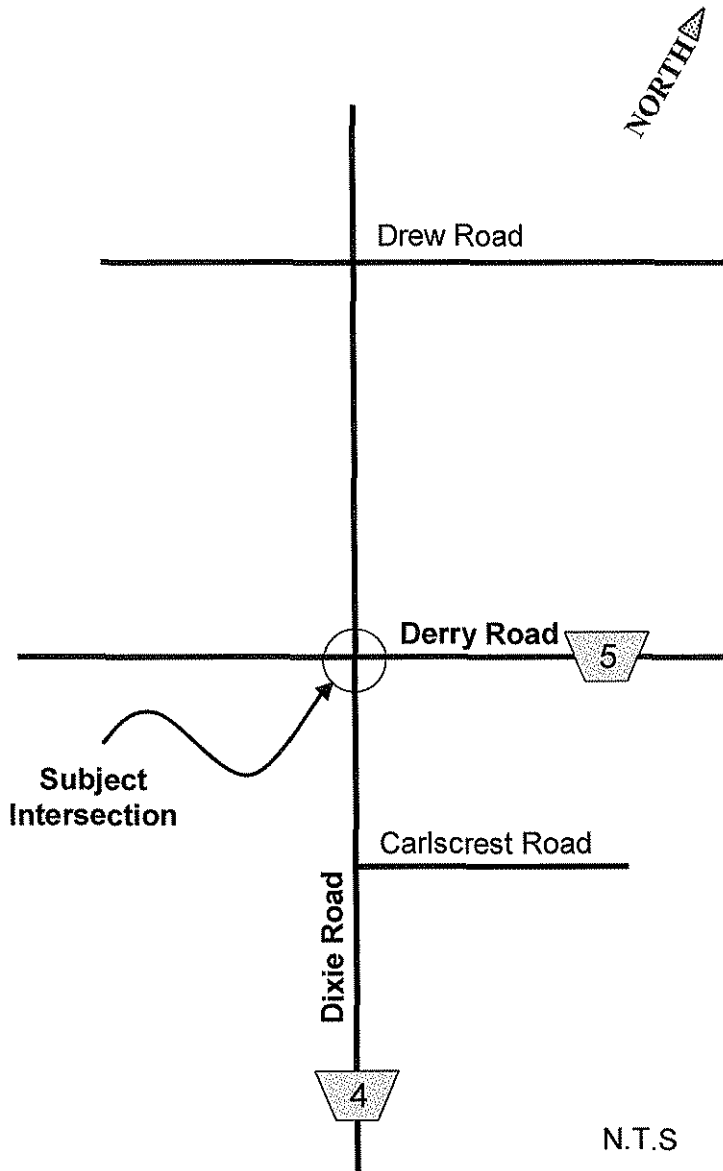 NORTH
Drew Road
Derry Road
5
Subject
Intersection
Carlscrest Road
Dixie Road
4
N.T.S